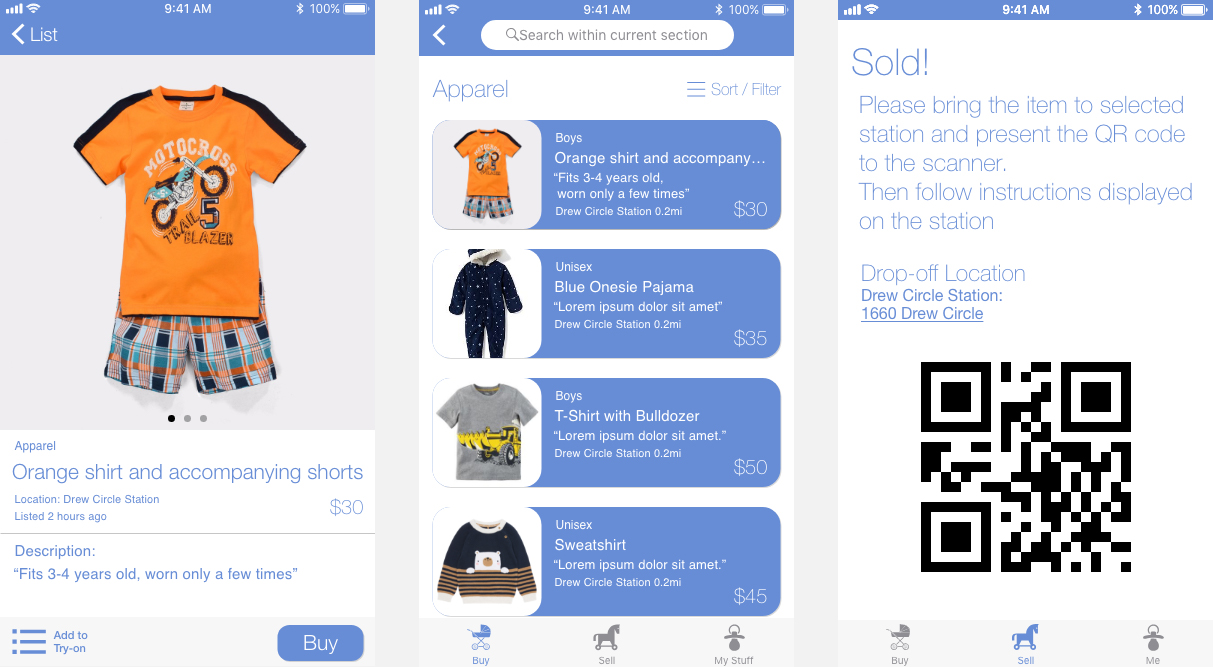 9:41 AM
100%
List
MOTOCROSS
5
TRAIL
BLAZER
Apparel
Orange shirt and accompanying shorts
Location: Drew Circle Station
$30
Listed 2 hours ago
Description:
“Fits 3-4 years old, worn only a few times”
Add to
Try-on
Buy
9:41 AM
100%
Search within current section
Apparel
Sort / Filter
Boys
Orange shirt and accompany...
“Fits 3-4 years old,
worn only a few times”
Drew Circle Station 0.2mi
$30
Unisex
Blue Onesie Pajama
“Lorem ipsum dolor sit amet”
Drew Circle Station 0.2mi
$35
Boys
T-Shirt with Bulldozer
“Lorem ipsum dolor sit amet.”
Drew Circle Station 0.2mi
$50
Unisex
Sweatshirt
“Lorem ipsum dolor sit amet.”
Drew Circle Station 0.2mi
$45
Buy
Sell
My Stuff
9:41 AM
100%
Sold!
Please bring the item to selected
station and present the QR code
to the scanner.
Then follow instructions displayed
on the station
Drop-off Location
Drew Circle Station:
1660 Drew Circle
Buy
Sell
Me